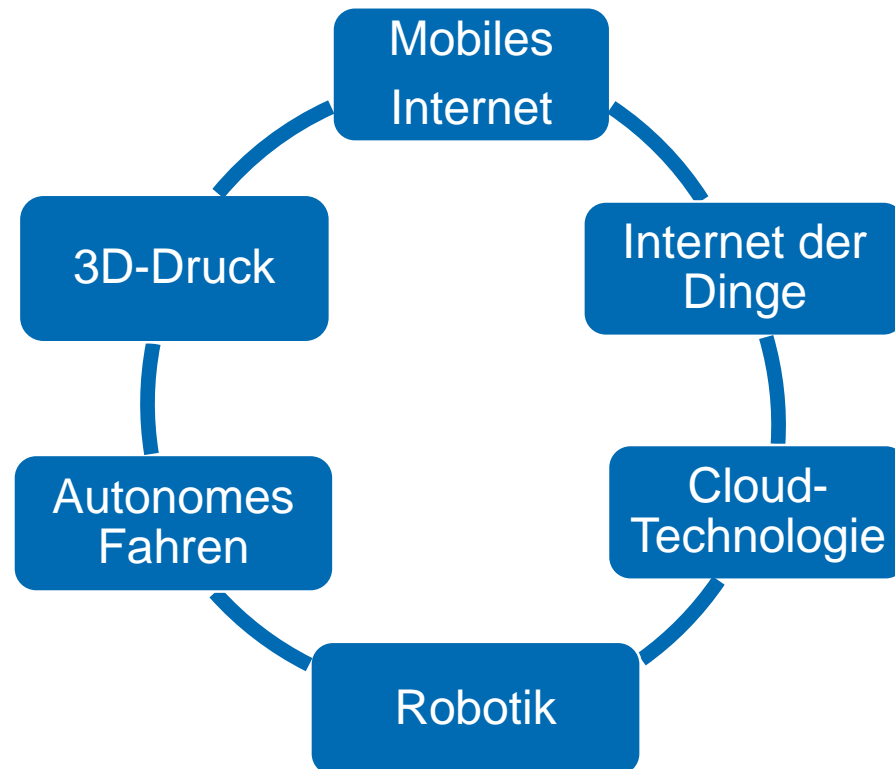 Mobiles
Internet
3D-Druck
Internet der
Dinge
Autonomes
Fahren
Cloud-
Technologie
Robotik